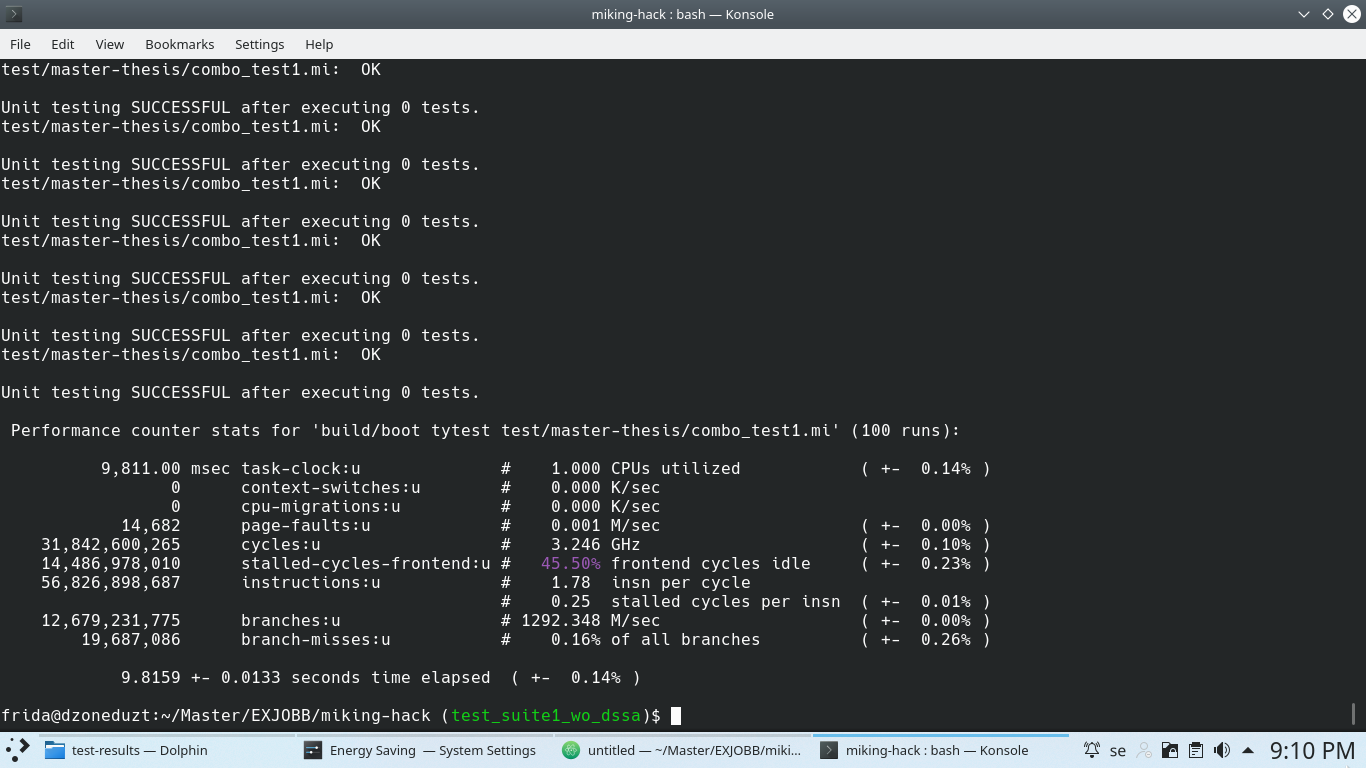 miking-hack : bash — Konsole
File Edit View Bookmarks Settings Help
test/master-thesis/combo_test1.mi:  OK

Unit testing SUCCESSFUL after executing 0 tests.
test/master-thesis/combo_test1.mi:  OK

Unit testing SUCCESSFUL after executing 0 tests.
test/master-thesis/combo_test1.mi:  OK

Unit testing SUCCESSFUL after executing 0 tests.
test/master-thesis/combo_test1.mi:  OK

Unit testing SUCCESSFUL after executing 0 tests.
test/master-thesis/combo_test1.mi:  OK

Unit testing SUCCESSFUL after executing 0 tests.
test/master-thesis/combo_test1.mi:  OK

Unit testing SUCCESSFUL after executing 0 tests.

 Performance counter stats for 'build/boot tytest test/master-thesis/combo_test1.mi' (100 runs):

          9,811.00 msec task-clock:u              #    1.000 CPUs utilized            ( +-  0.14% )
                 0      context-switches:u        #    0.000 K/sec
                 0      cpu-migrations:u          #    0.000 K/sec
            14,682      page-faults:u             #    0.001 M/sec                    ( +-  0.00% )
    31,842,600,265      cycles:u                  #    3.246 GHz                      ( +-  0.10% )
    14,486,978,010      stalled-cycles-frontend:u #   45.50% frontend cycles idle     ( +-  0.23% )
    56,826,898,687      instructions:u            #    1.78  insn per cycle
                                                  #    0.25  stalled cycles per insn  ( +-  0.01% )
    12,679,231,775      branches:u                # 1292.348 M/sec                    ( +-  0.00% )
        19,687,086      branch-misses:u           #    0.16% of all branches          ( +-  0.26% )

            9.8159 +- 0.0133 seconds time elapsed  ( +-  0.14% )

frida@dzoneduzt:~/Master/EXJOBB/miking-hack (test_suite1_wo_dssa)$
test-results — Dolphin
Energy Saving — System Settings
untitled — ~/Master/EXJOBB/miki...
miking-hack : bash — Konsole
se
9:10 PM